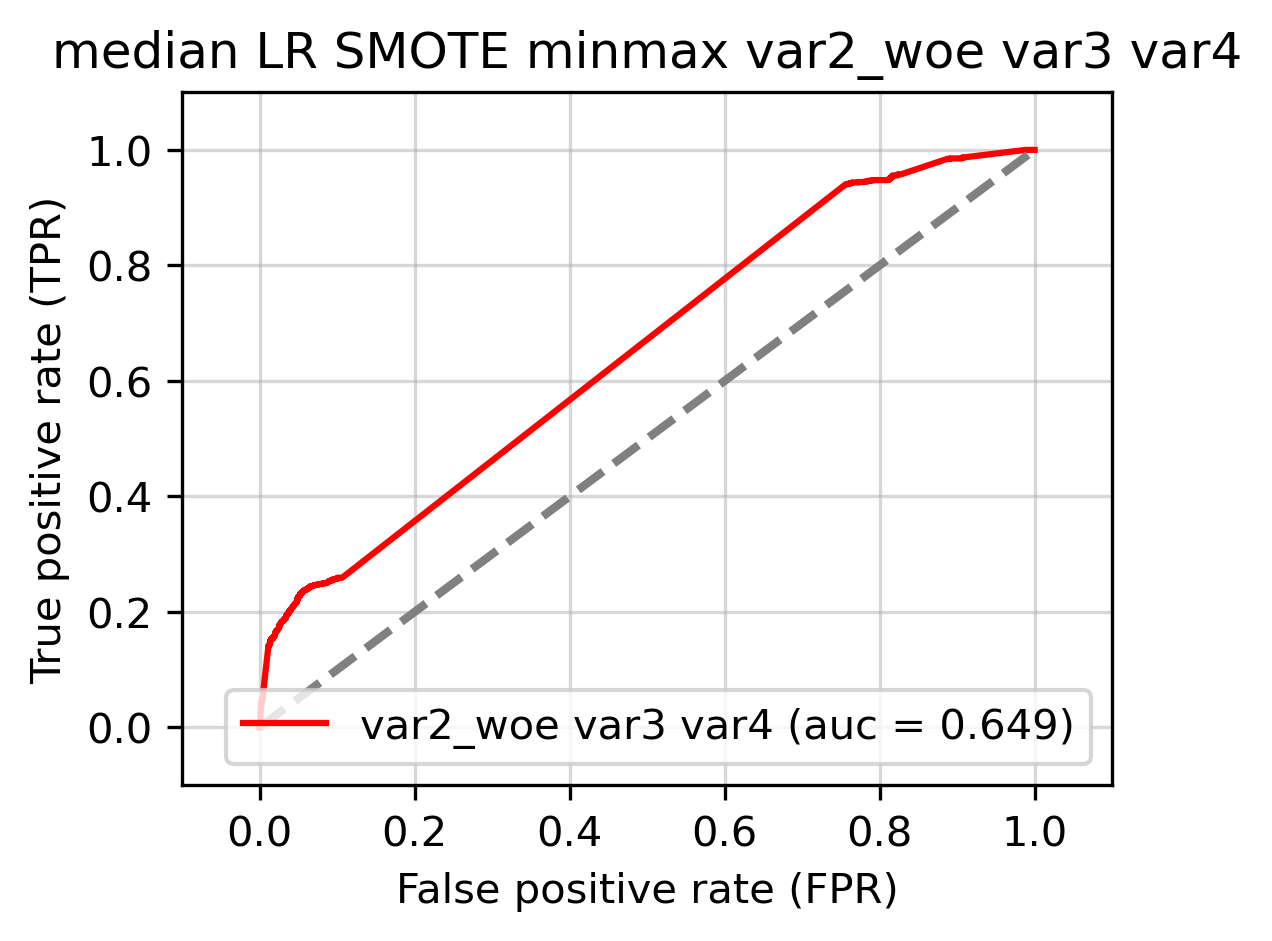 median LR SMOTE minmax var2_woe var3 var4
True positive rate (TPR)
1.0
0.8
0.6
0.4
0.2
0.0
var2_woe var3 var4 (auc = 0.649)
0.0 0.2 0.4 0.6 0.8 1.0
False positive rate (FPR)